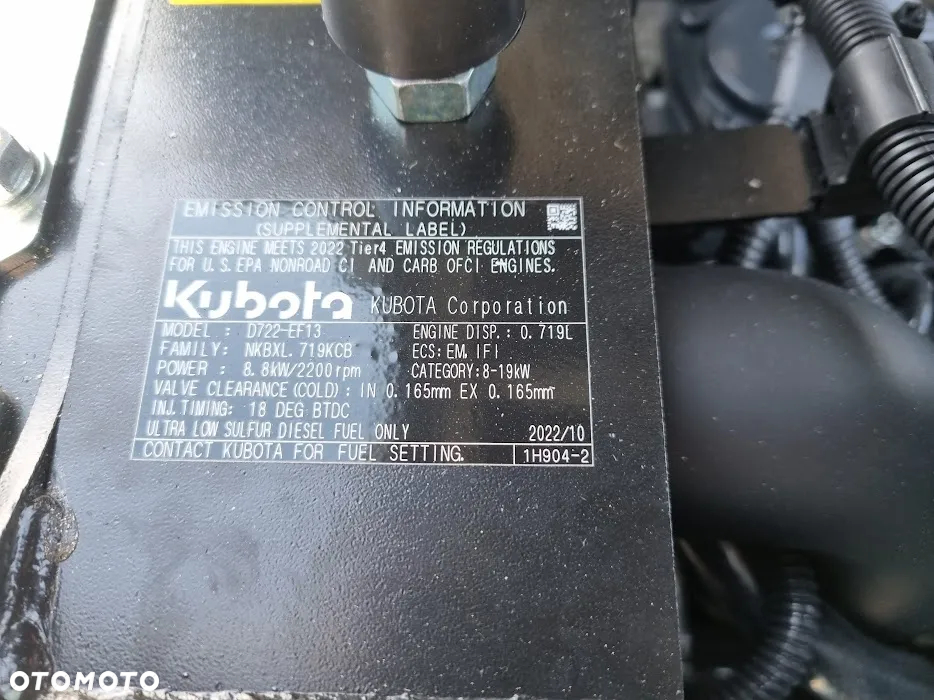 EMISSION CONTROL INFORMATION
(SUPPLEMENTAL LABEL)
THIS ENGINE MEETS 2022 Tier4 EMISSION REGULATIONS
FOR U.S.EPA NONROAD CI AND CARB OFCI ENGINES.
Kubota KUBOTA Corporation
MODEL : D722-EF13 ENGINE DISP.: 0.719L
FAMILY: NKBXL.719KCB ECS:EM, IFI
POWER : 8.8kW/2200rpm CATEGORY:8-19kW
VALVE CLEARANCE(COLD): IN 0.165mm EX 0.165mm
INJ.TIMING: 18 DEG BTDC
ULTRA LOW SULFUR DIESEL FUEL ONLY 2022/10
CONTACT KUBOTA FOR FUEL SETTING. 1H904-2
OTOMOTO